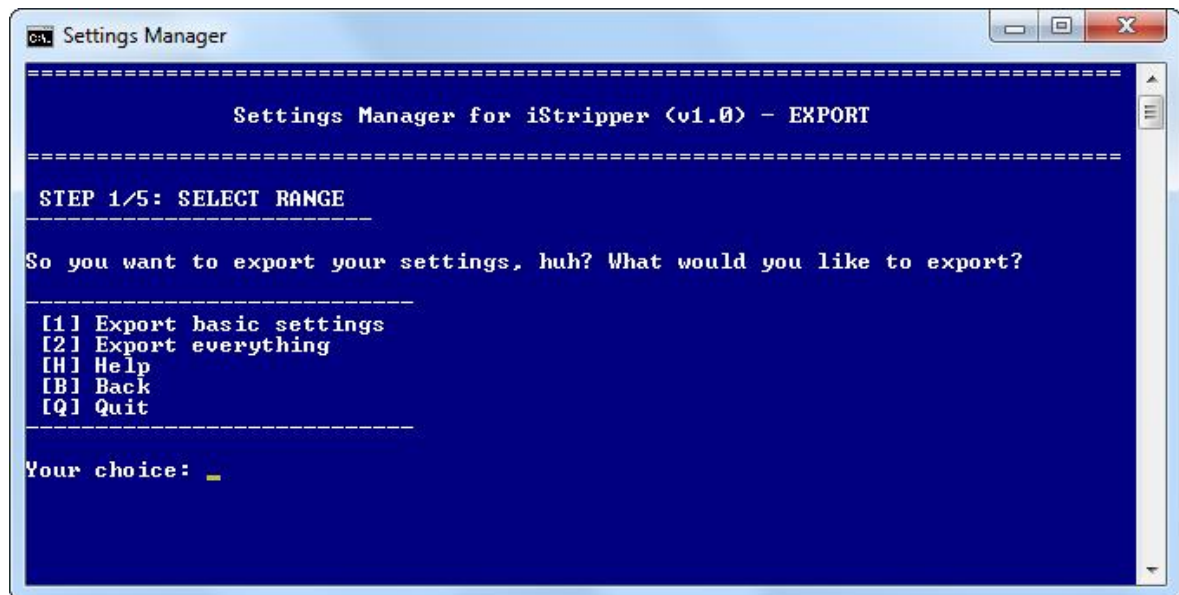 Settings Manager
================================================================================
Settings Manager for iStripper (v1.0) - EXPORT
================================================================================
STEP 1/5: SELECT RANGE
-------------------------
So you want to export your settings, huh? What would you like to export?
----------------------------
[1] Export basic settings
[2] Export everything
[H] Help
[B] Back
[Q] Quit
----------------------------
Your choice: _